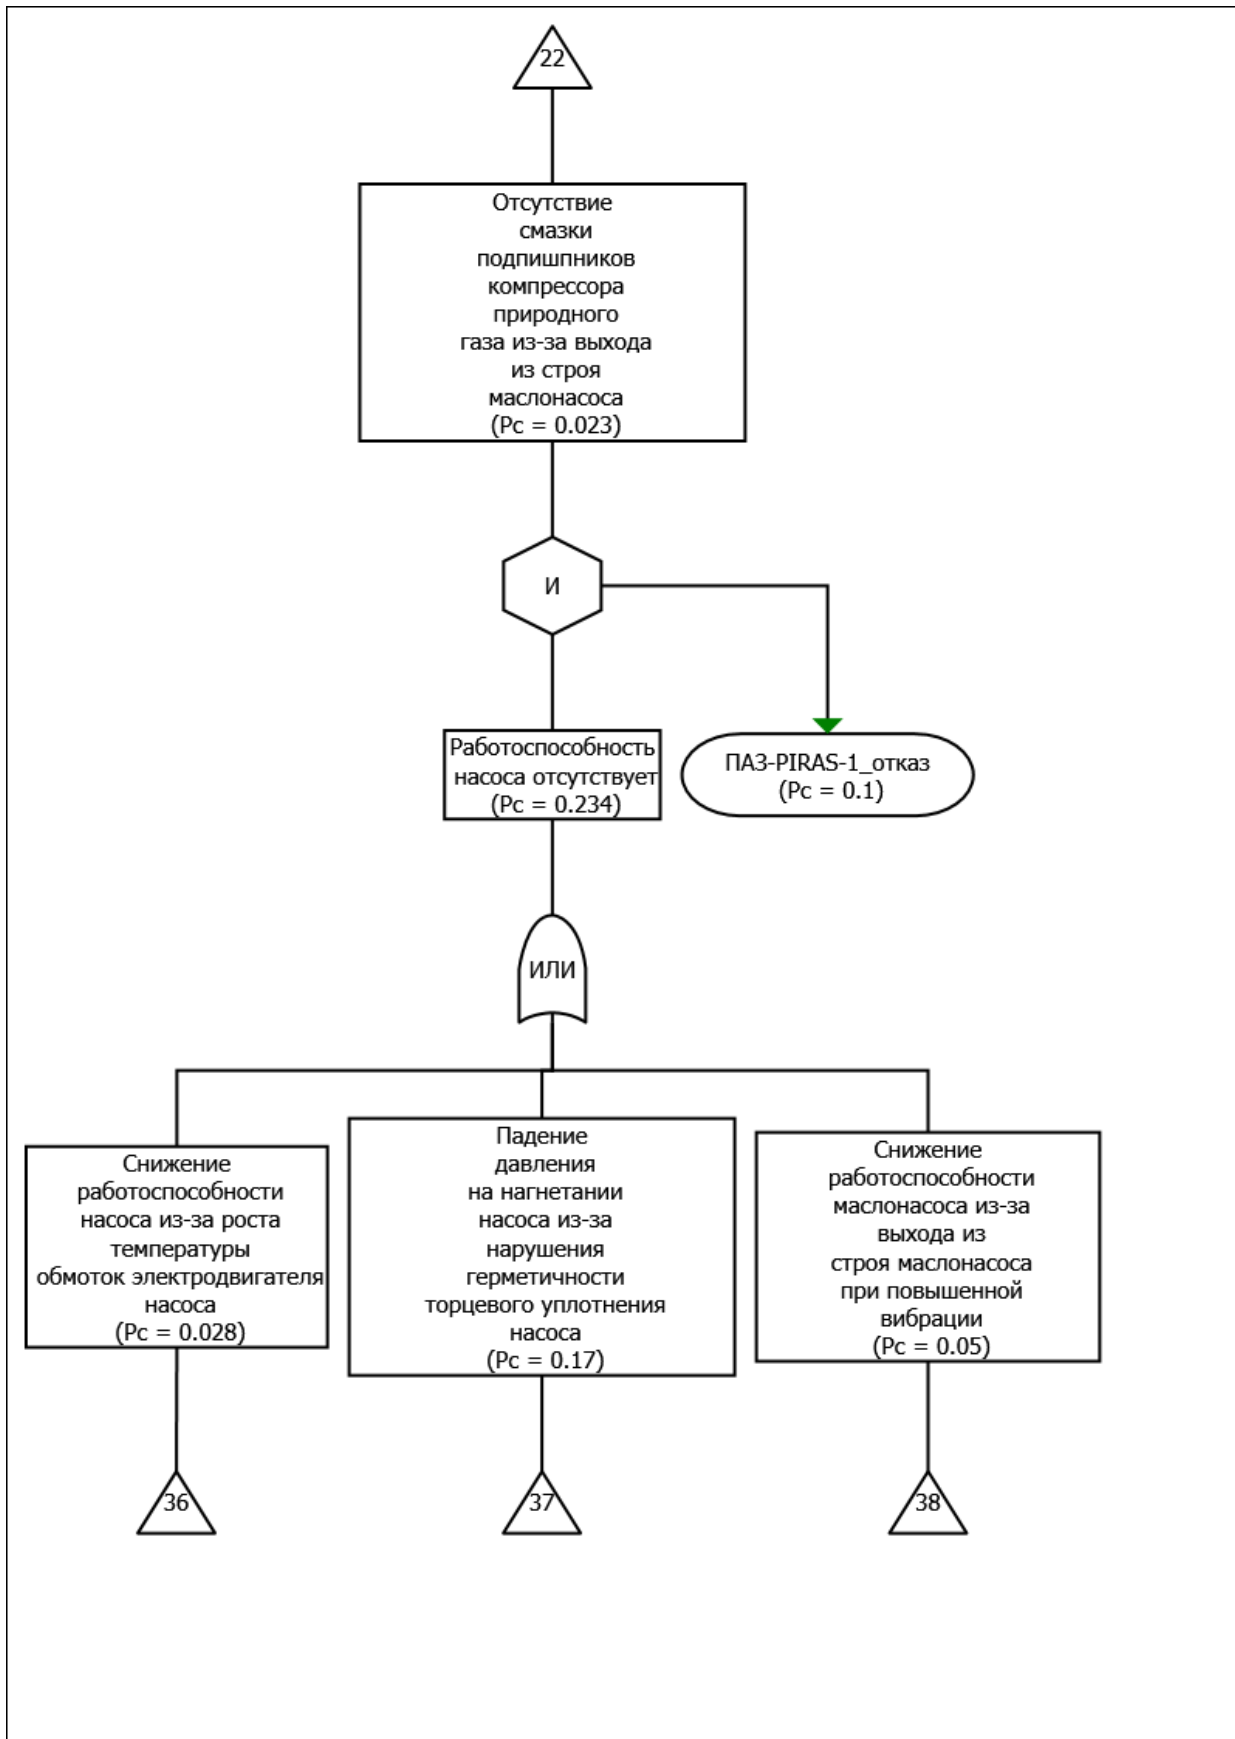 22
Отсутствие
смазки
подпишпников
компрессора
природного
газа из-за выхода
из строя
маслонасоса
(Pc = 0.023)
И
Работоспособность
насоса отсутствует
(Pc = 0.234)
ПАЗ-PIRAS-1_отказ
(Pc = 0.1)
ИЛИ
Снижение
работоспособности
насоса из-за роста
температуры
обмоток электродвигателя
насоса
(Pc = 0.028)
Падение
давления
на нагнетании
насоса из-за
нарушения
герметичности
торцевого уплотнения
насоса
(Pc = 0.17)
Снижение
работоспособности
маслонасоса из-за
выхода из
строя маслонасоса
при повышенной
вибрации
(Pc = 0.05)
36
37
38